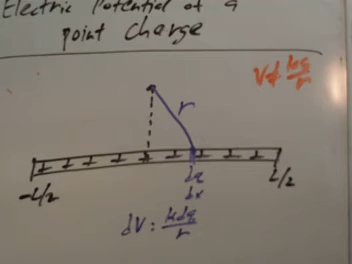 Electric Potential of a
point charge
V≠ kq/r
r
+ + + + + + + + +
-L/2
dq
L/2
dx
dV = kdq/r